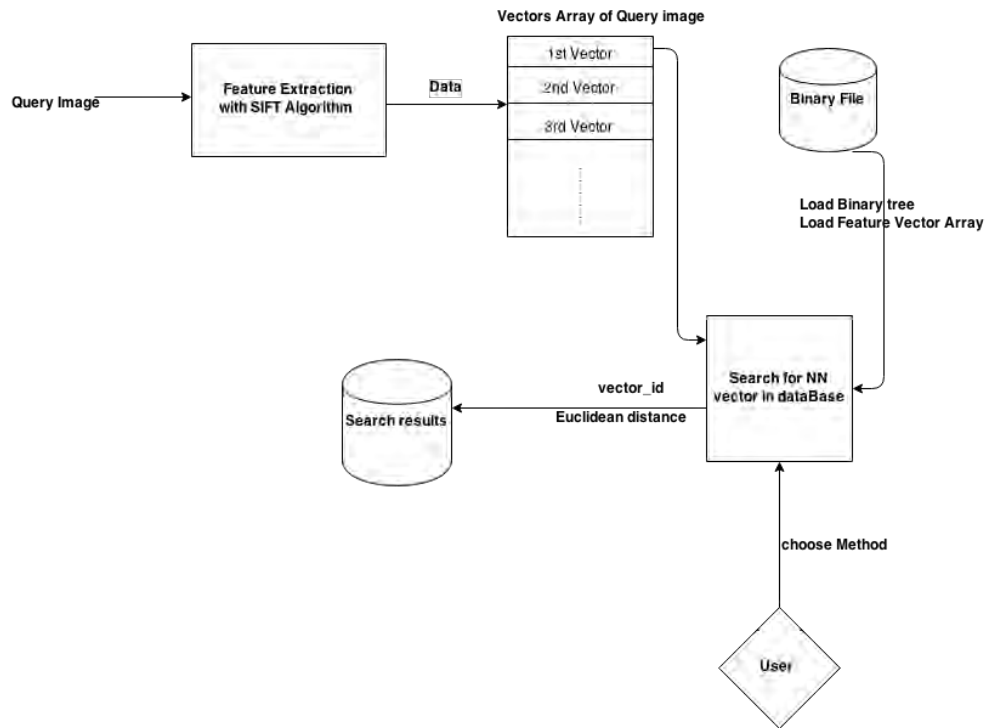 Vectors Array of Query image
1st Vector
2nd Vector
3rd Vector
Query Image
Feature Extraction
with SIFT Algorithm
Data
Binary File
Load Binary tree
Load Feature Vector Array
Search for NN
vector in dataBase
vector_id
Euclidean distance
Search results
choose Method
User